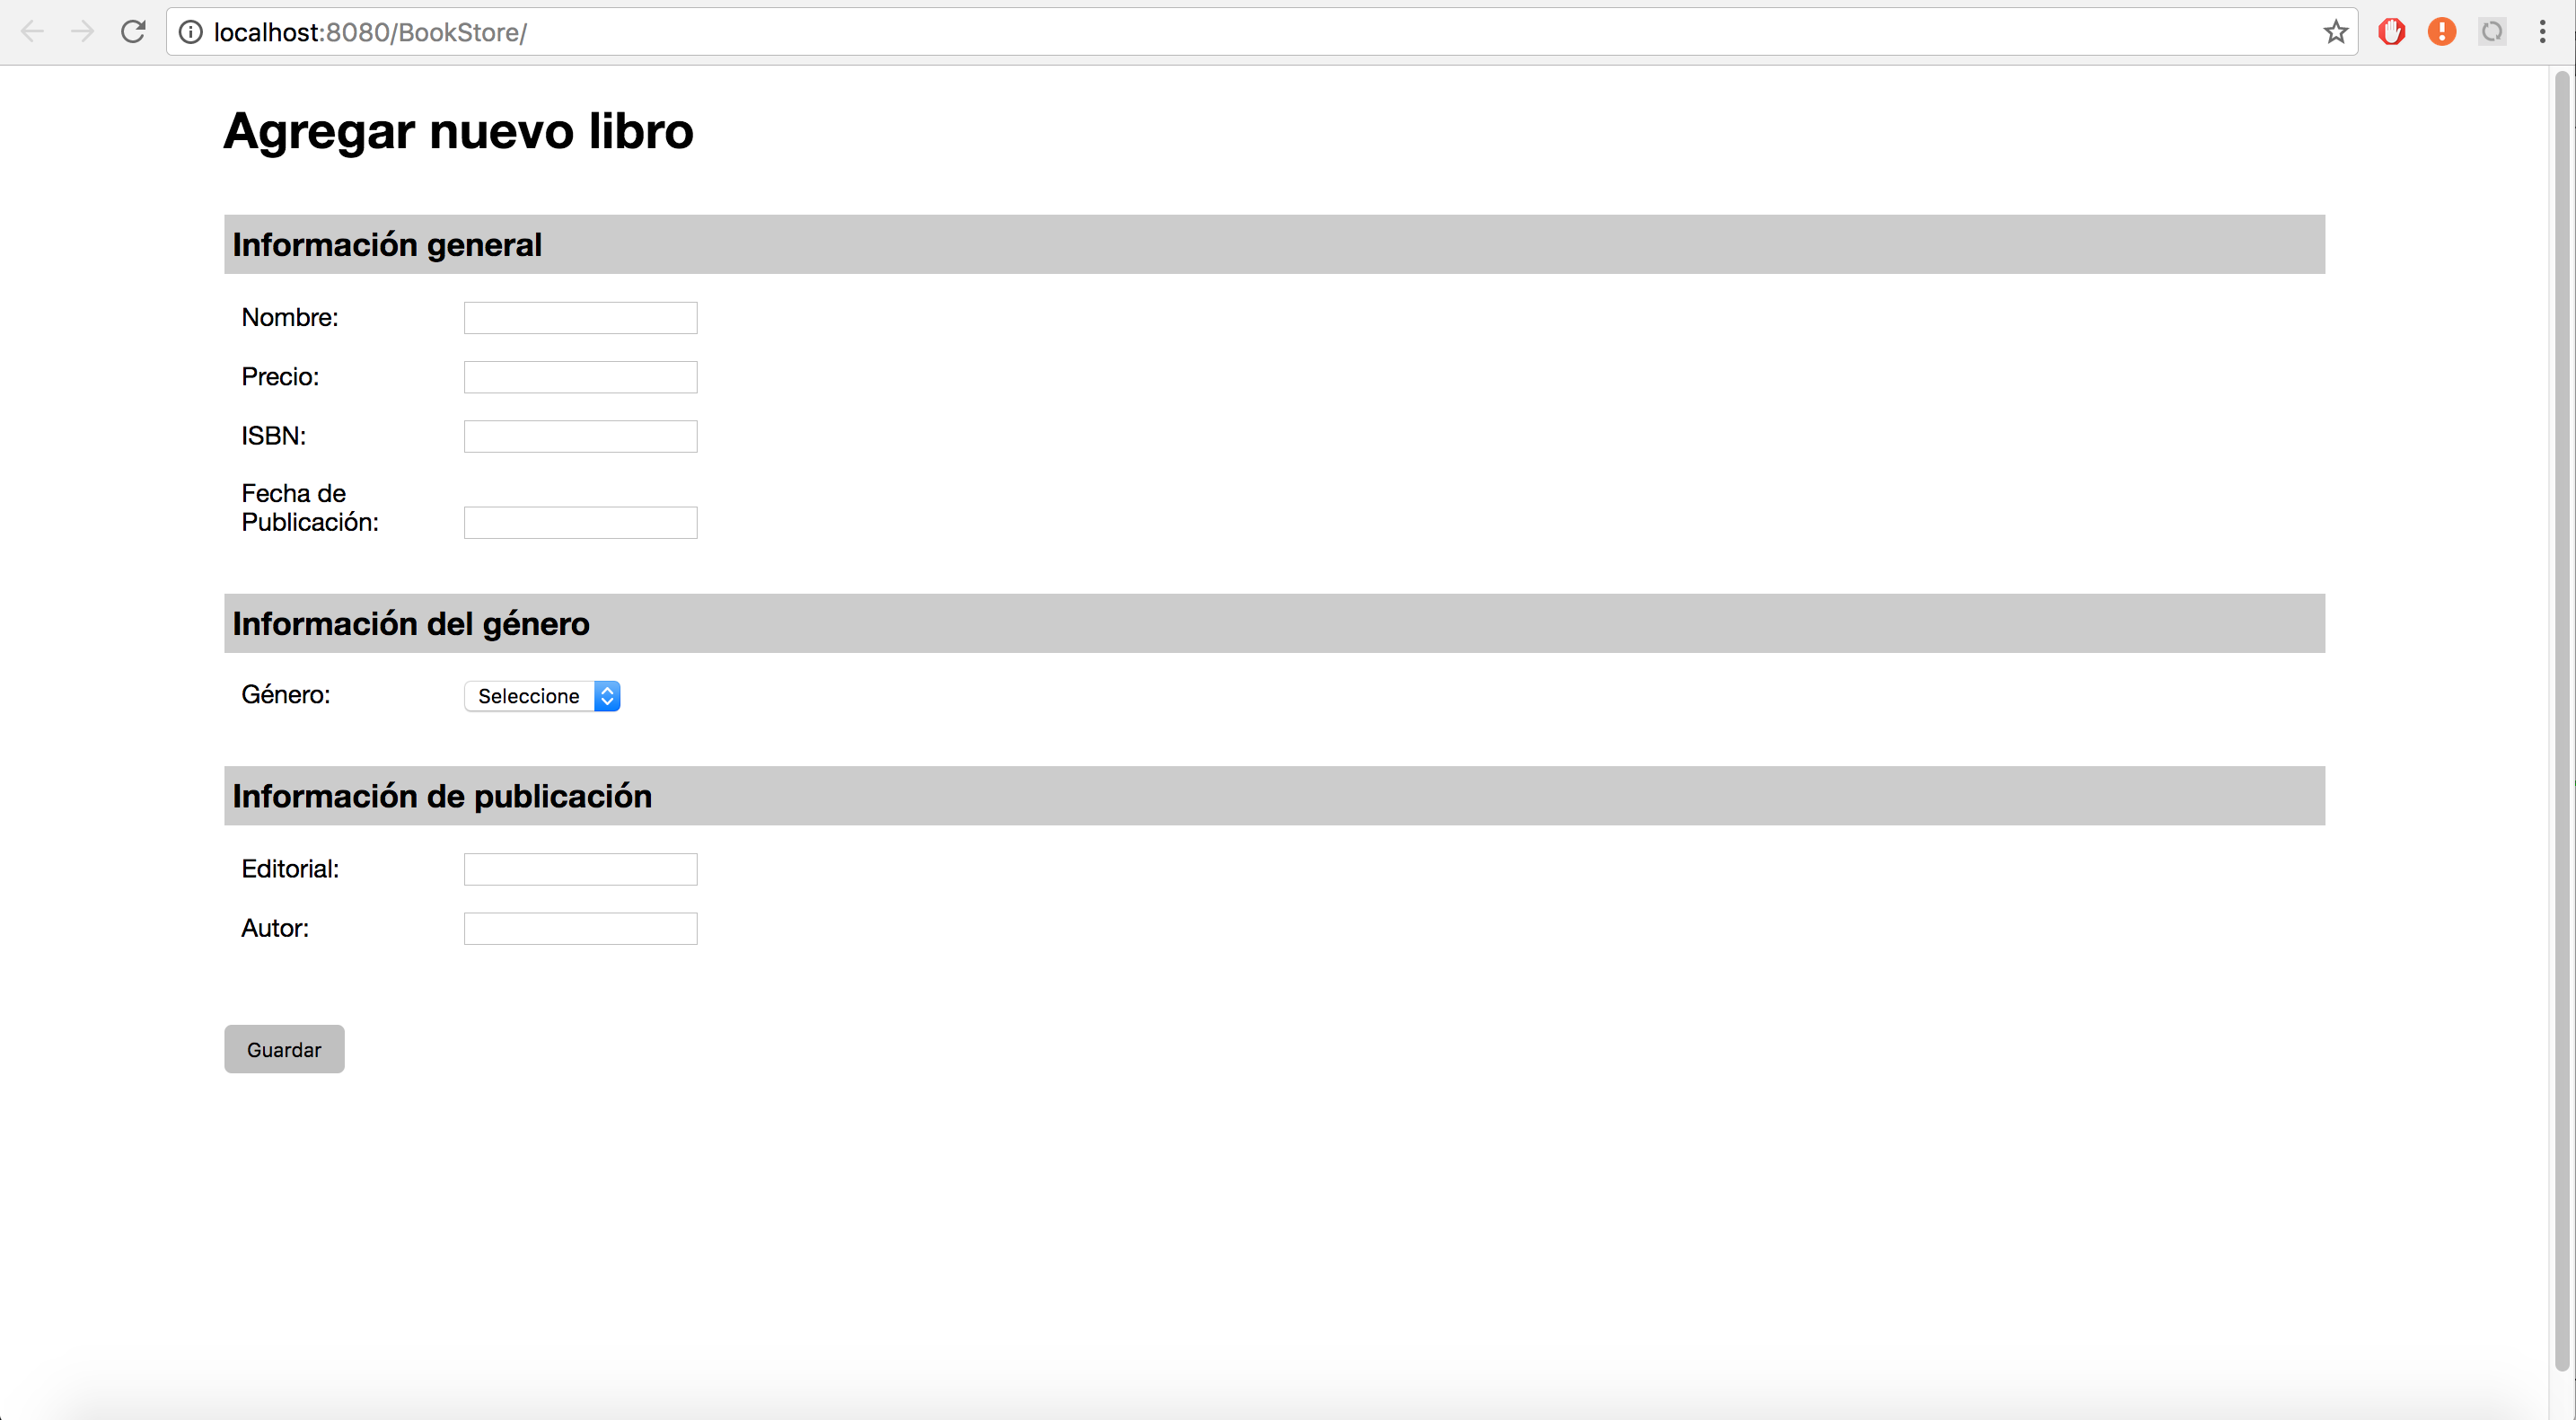 localhost:8080/BookStore/
Agregar nuevo libro
Información general
Nombre:
Precio:
ISBN:
Fecha de
Publicación:
Información del género
Género:
Seleccione
Información de publicación
Editorial:
Autor:
Guardar